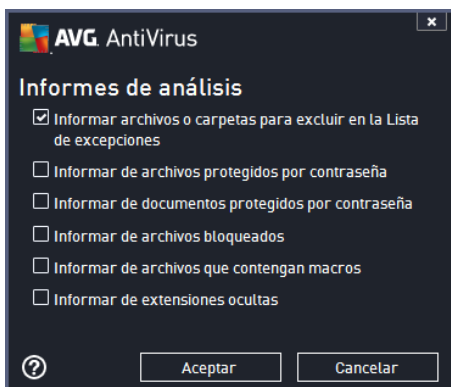 AVG. AntiVirus
x
Informes de análisis
Informar archivos o carpetas para excluir en la Lista
de excepciones
Informar de archivos protegidos por contraseña
Informar de documentos protegidos por contraseña
Informar de archivos bloqueados
Informar de archivos que contengan macros
Informar de extensiones ocultas
? Aceptar Cancelar